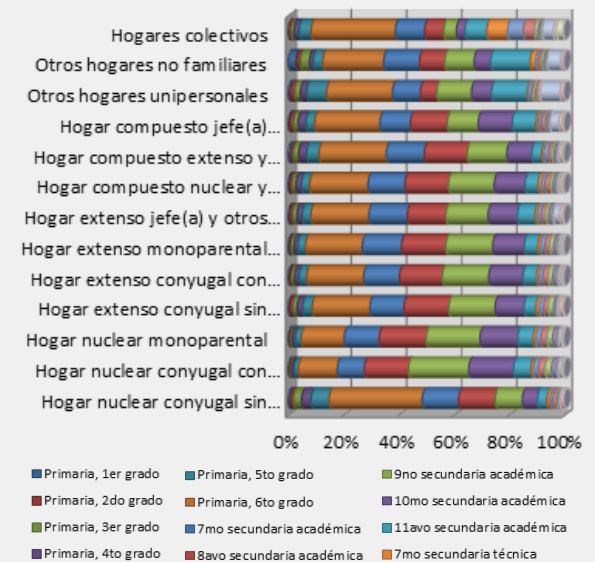 Hogares colectivos
Otros hogares no familiares
Otros hogares unipersonales
Hogar compuesto jefe(a)...
Hogar compuesto extenso y...
Hogar compuesto nuclear y...
Hogar extenso jefe(a) y otros...
Hogar extenso monoparental...
Hogar extenso conyugal con...
Hogar extenso conyugal sin...
Hogar nuclear monoparental
Hogar nuclear conyugal con...
Hogar nuclear conyugal sin...
0% 20% 40% 60% 80% 100%
Primaria, 1er grado Primaria, 5to grado 9no secundaria académica
Primaria, 2do grado Primaria, 6to grado 10mo secundaria académica
Primaria, 3er grado 7mo secundaria académica 11avo secundaria académica
Primaria, 4to grado 8avo secundaria académica 7mo secundaria técnica